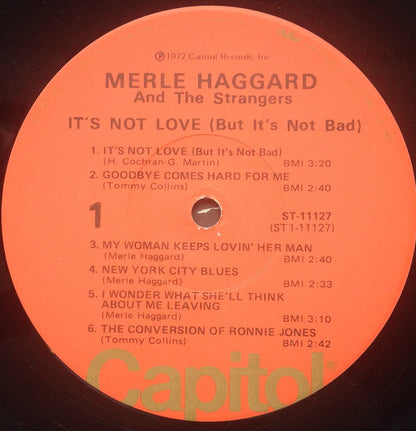 ℗1972 Capitol Records, Inc.
MERLE HAGGARD
And The Strangers
IT'S NOT LOVE (But It's Not Bad)
1. IT'S NOT LOVE (But It's Not Bad)
(H. Cochran-G. Martin) BMI 3:20
2. GOODBYE COMES HARD FOR ME
(Tommy Collins) BMI 2:40
1
ST-11127
(ST1-11127)
3. MY WOMAN KEEPS LOVIN' HER MAN
(Merle Haggard) BMI 2:40
4. NEW YORK CITY BLUES
(Merle Haggard) BMI 2:33
5. I WONDER WHAT SHE'LL THINK
ABOUT ME LEAVING
(Merle Haggard) BMI 3:10
6. THE CONVERSION OF RONNIE JONES
(Tommy Collins) BMI 2:42
Capitol